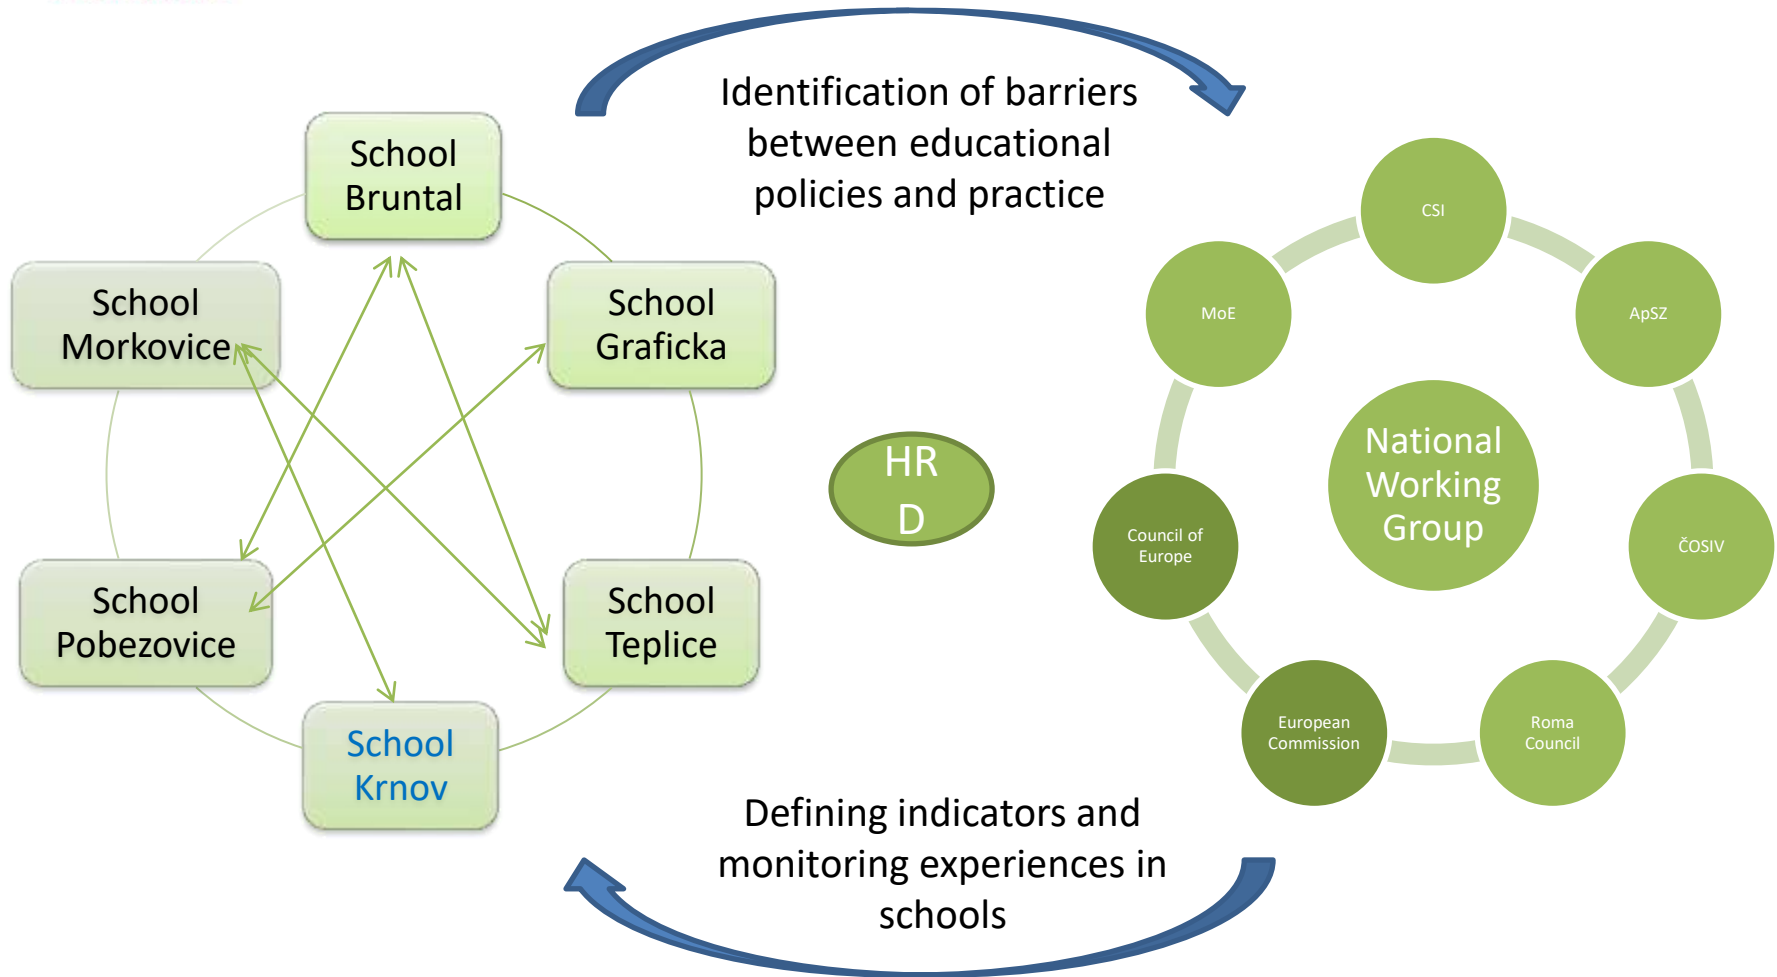 Identification of barriers
between educational
policies and practice
School
Bruntal
School
Morkovice
School
Graficka
School
Pobezovice
School
Teplice
School
Krnov
HR
D
CSI
MoE
ApSZ
National
Working
Group
Council of
Europe
ČOSIV
European
Commission
Roma
Council
Defining indicators and
monitoring experiences in
schools